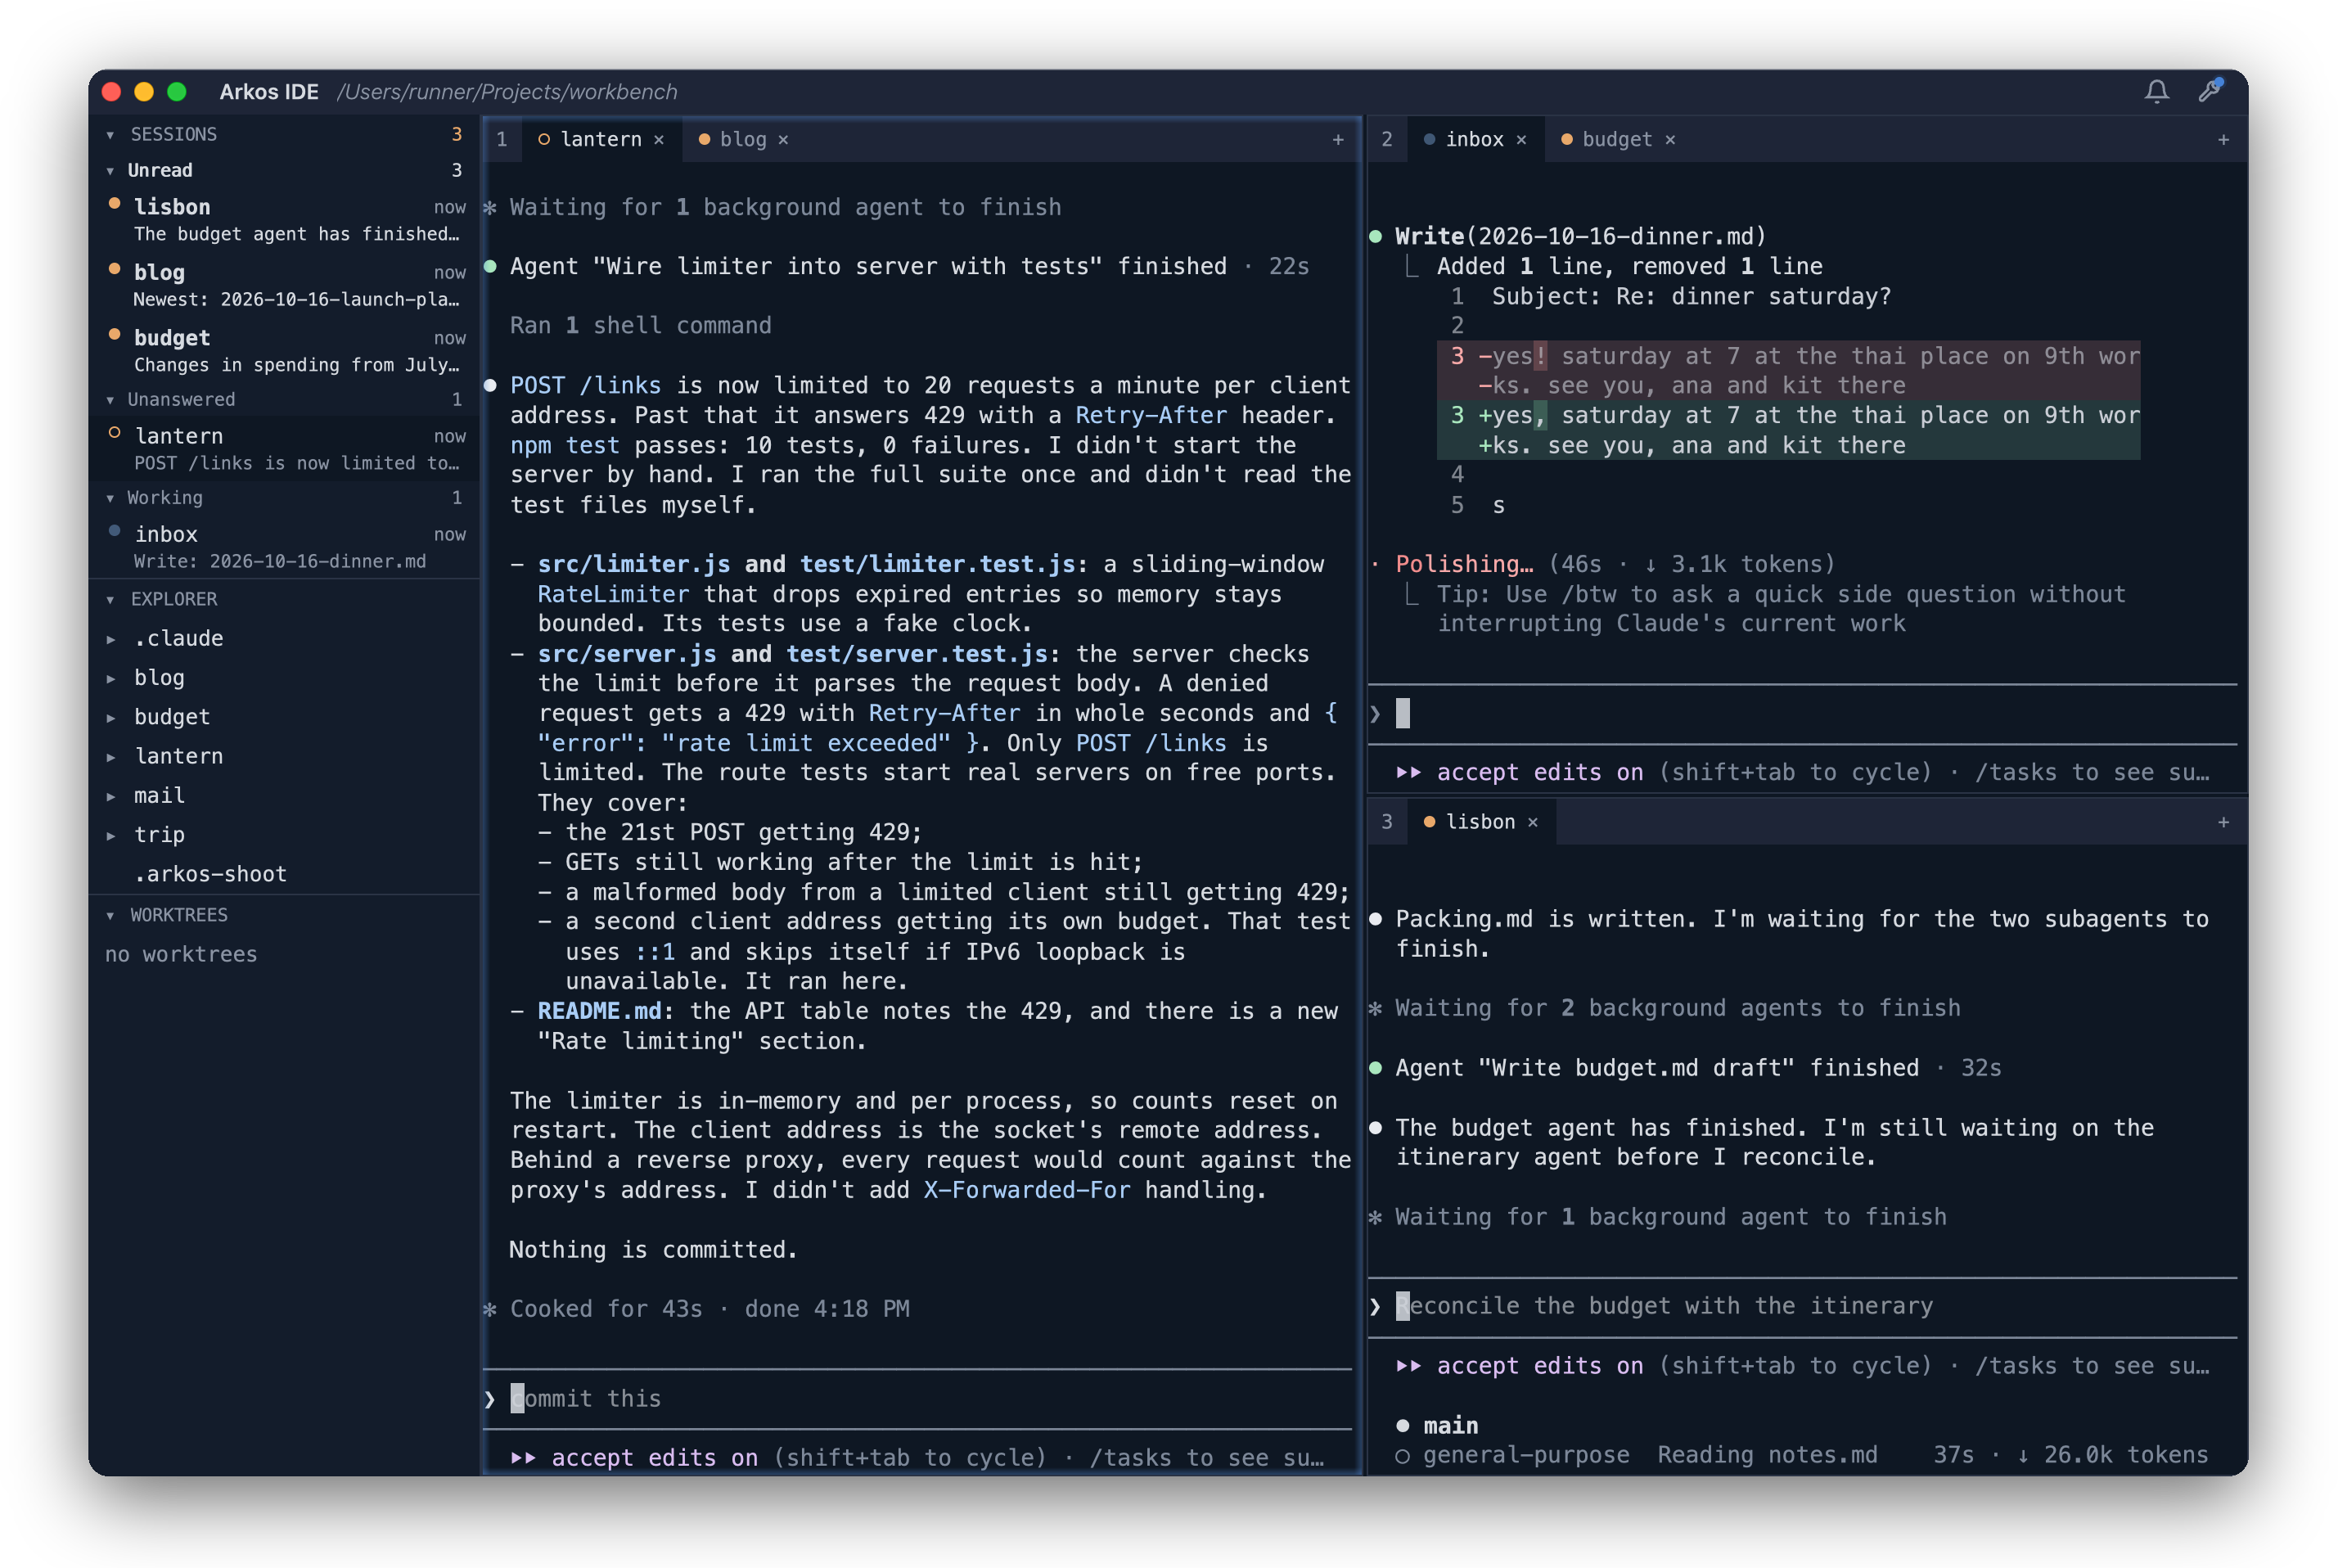 Arkos IDE /Users/runner/Projects/workbench
SESSIONS 3
Unread 3
lisbon now
The budget agent has finished…
blog now
Newest: 2026-10-16-launch-pla…
budget now
Changes in spending from July…
Unanswered 1
lantern now
POST /links is now limited to…
Working 1
inbox now
Write: 2026-10-16-dinner.md
EXPLORER
.claude
blog
budget
lantern
mail
trip
.arkos-shoot
WORKTREES
no worktrees
1 lantern × blog × +
✻ Waiting for 1 background agent to finish
● Agent "Wire limiter into server with tests" finished · 22s
Ran 1 shell command
● POST /links is now limited to 20 requests a minute per client
address. Past that it answers 429 with a Retry-After header.
npm test passes: 10 tests, 0 failures. I didn't start the
server by hand. I ran the full suite once and didn't read the
test files myself.
- src/limiter.js and test/limiter.test.js: a sliding-window
RateLimiter that drops expired entries so memory stays
bounded. Its tests use a fake clock.
- src/server.js and test/server.test.js: the server checks
the limit before it parses the request body. A denied
request gets a 429 with Retry-After in whole seconds and {
"error": "rate limit exceeded" }. Only POST /links is
limited. The route tests start real servers on free ports.
They cover:
- the 21st POST getting 429;
- GETs still working after the limit is hit;
- a malformed body from a limited client still getting 429;
- a second client address getting its own budget. That test
uses ::1 and skips itself if IPv6 loopback is
unavailable. It ran here.
- README.md: the API table notes the 429, and there is a new
"Rate limiting" section.
The limiter is in-memory and per process, so counts reset on
restart. The client address is the socket's remote address.
Behind a reverse proxy, every request would count against the
proxy's address. I didn't add X-Forwarded-For handling.
Nothing is committed.
✻ Cooked for 43s · done 4:18 PM
❯ commit this
⏵⏵ accept edits on (shift+tab to cycle) · /tasks to see su…
2 inbox × budget × +
● Write(2026-10-16-dinner.md)
Added 1 line, removed 1 line
1 Subject: Re: dinner saturday?
2
3 -yes! saturday at 7 at the thai place on 9th wor
-ks. see you, ana and kit there
3 +yes, saturday at 7 at the thai place on 9th wor
+ks. see you, ana and kit there
4
5 s
· Polishing… (46s · ↓ 3.1k tokens)
Tip: Use /btw to ask a quick side question without
interrupting Claude's current work
❯
⏵⏵ accept edits on (shift+tab to cycle) · /tasks to see su…
3 lisbon × +
● Packing.md is written. I'm waiting for the two subagents to
finish.
✻ Waiting for 2 background agents to finish
● Agent "Write budget.md draft" finished · 32s
● The budget agent has finished. I'm still waiting on the
itinerary agent before I reconcile.
✻ Waiting for 1 background agent to finish
❯ Reconcile the budget with the itinerary
⏵⏵ accept edits on (shift+tab to cycle) · /tasks to see su…
● main
○ general-purpose Reading notes.md 37s · ↓ 26.0k tokens